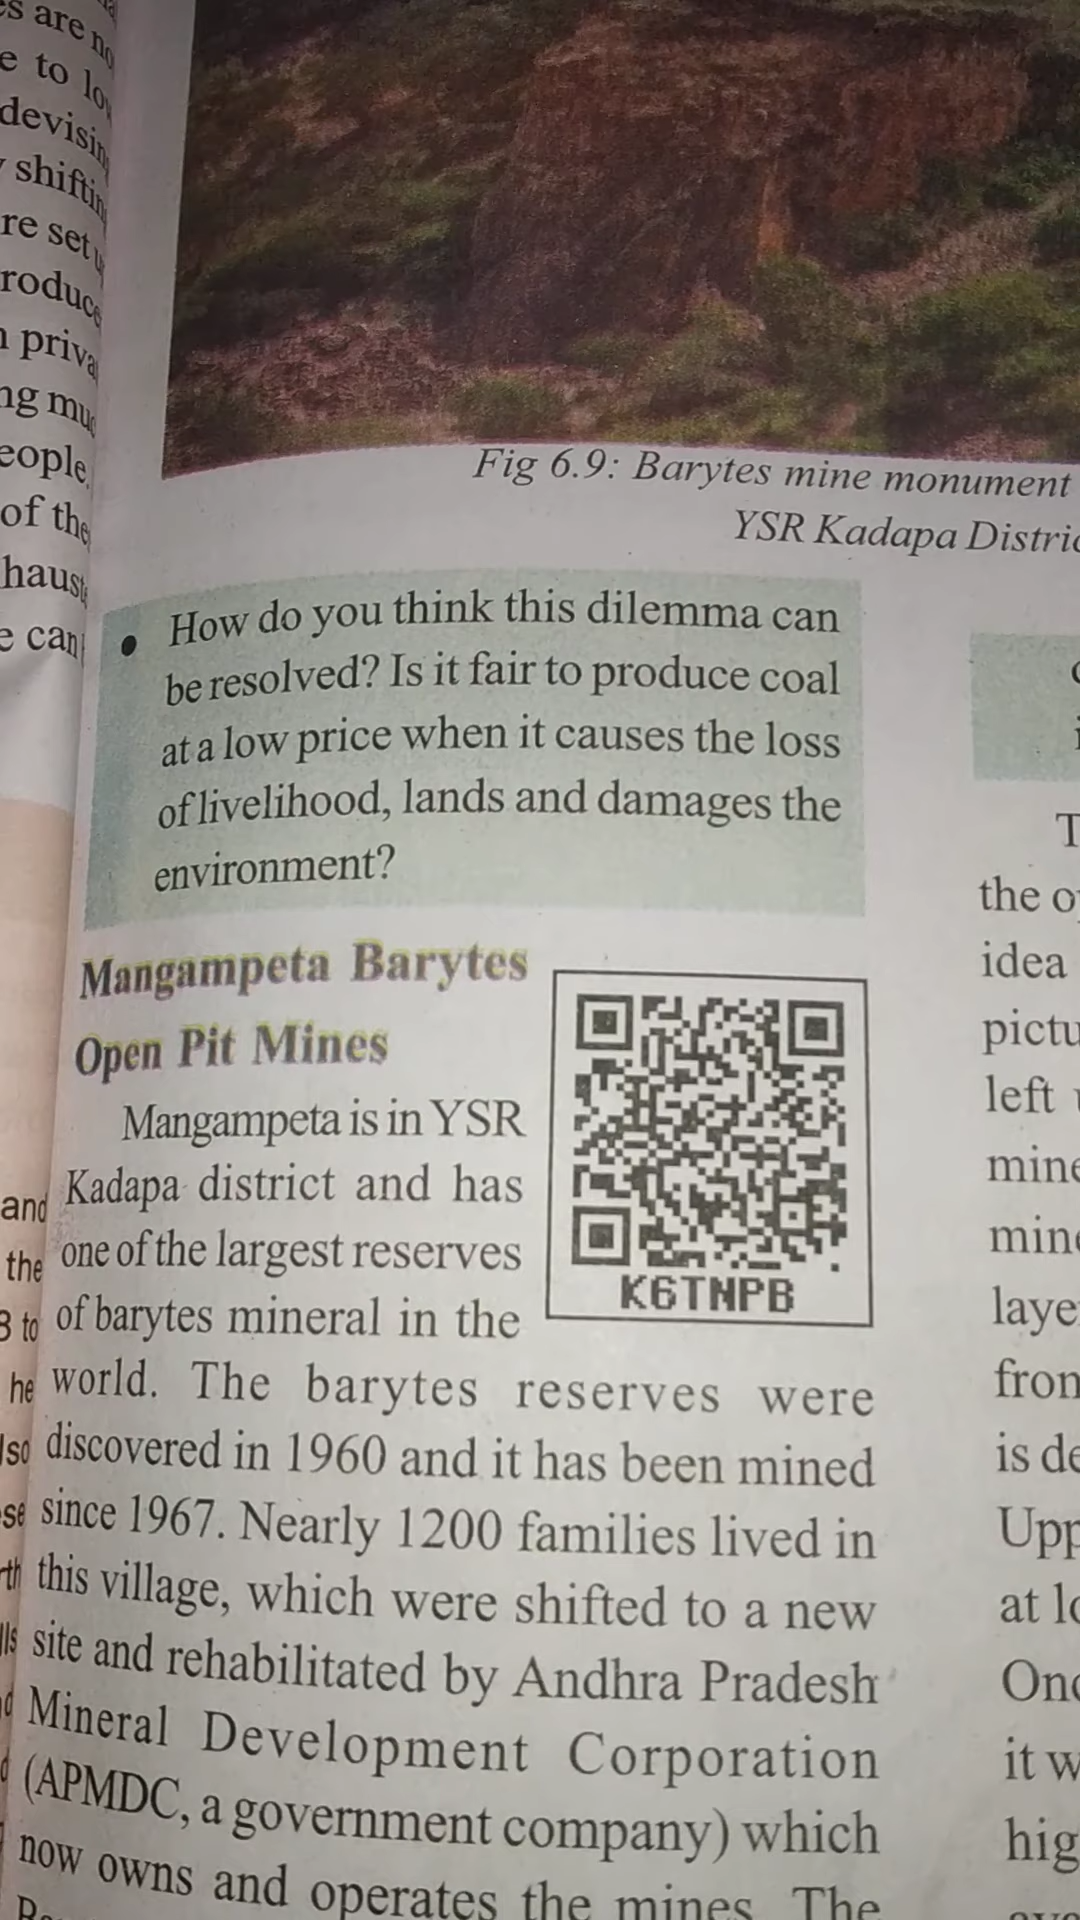 es are no
e to lo
devisin
shiftin
re set u
roduce
priva
ng muc
eople.
of the
haust
e can
Fig 6.9: Barytes mine monument
YSR Kadapa Distric
• How do you think this dilemma can
be resolved? Is it fair to produce coal
at a low price when it causes the loss
of livelihood, lands and damages the
environment?
Mangampeta Barytes
Open Pit Mines
K6TNPB
Mangampeta is in YSR
Kadapa district and has
one of the largest reserves
of barytes mineral in the
world. The barytes reserves were
discovered in 1960 and it has been mined
since 1967. Nearly 1200 families lived in
this village, which were shifted to a new
site and rehabilitated by Andhra Pradesh
Mineral Development Corporation
(APMDC, a government company) which
now owns and operates the mines. The
and
the
3 to
he
lso
se
rth
lls
T
the o
idea
pictu
left
mine
mine
laye
from
is de
Upp
at lo
Onc
it w
hig